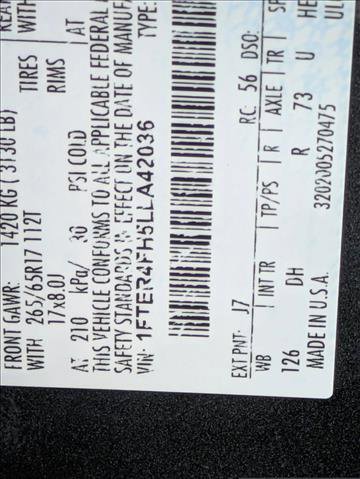 REAR
WITH
FRONT GAWR: 1420 KG ( 3130 LB)
WITH 265/65R17 112T TIRES
17x8.0J RIMS
AT 210 kPa/ 30 PSI COLD AT
THIS VEHICLE CONFORMS TO ALL APPLICABLE FEDERAL
SAFETY STANDARDS IN EFFECT ON THE DATE OF MANUF
VIN: 1FTER4FH5LLA42036 TYPE:
EXT PNT: J7 RC: 56 DSO:
WB | INT TR | TP/PS | R | AXLE | TR | SP
126 DH R 73 U HE
MADE IN U.S.A. 3202005270475 ULO